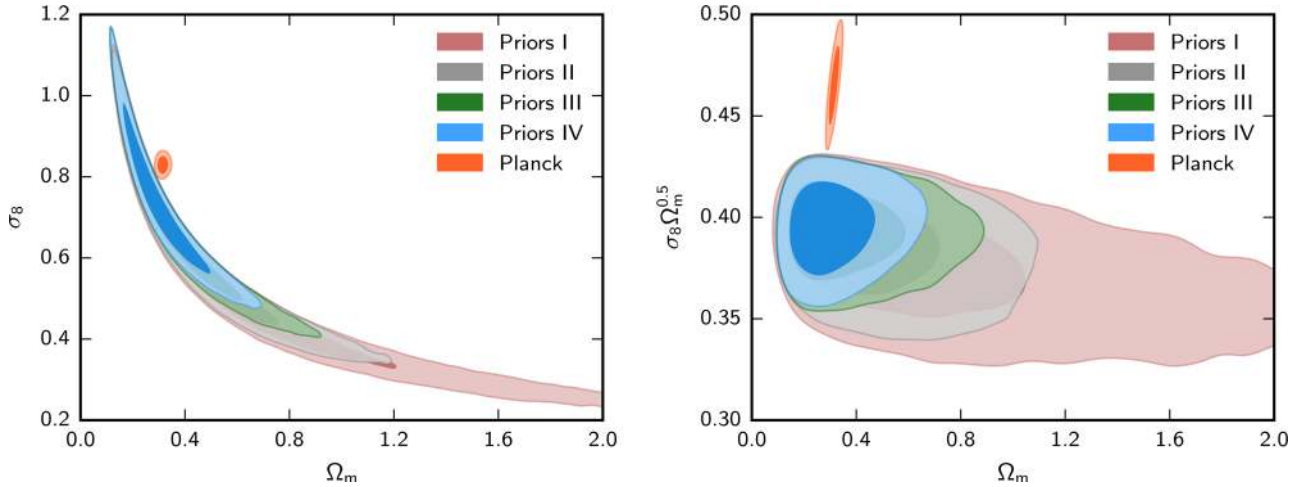 1.2
1.0
0.8
0.6
0.4
0.2
σ₈
0.0 0.4 0.8 1.2 1.6 2.0
Ωₘ
Priors I
Priors II
Priors III
Priors IV
Planck
0.50
0.45
0.40
0.35
0.30
σ₈Ωₘ^0.5
0.0 0.4 0.8 1.2 1.6 2.0
Ωₘ
Priors I
Priors II
Priors III
Priors IV
Planck